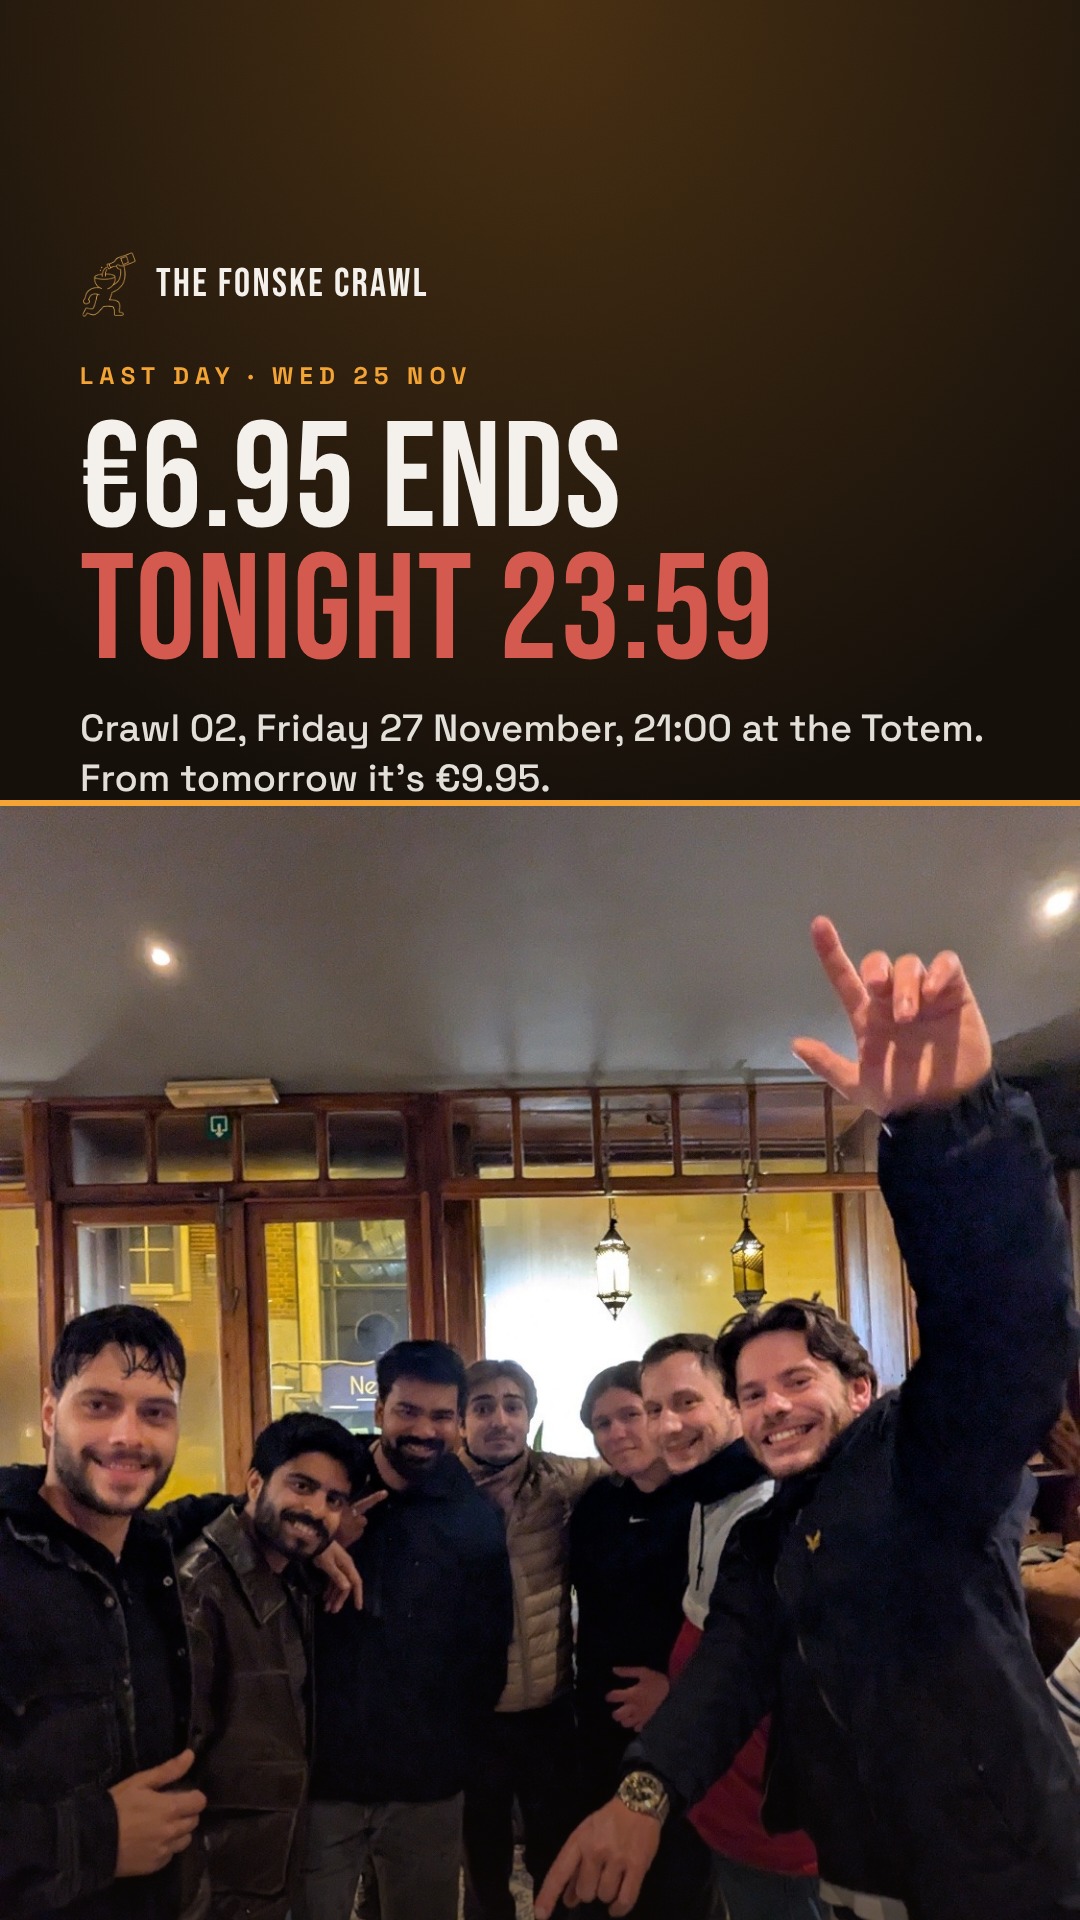 THE FONSKE CRAWL
LAST DAY · WED 25 NOV
€6.95 ENDS
TONIGHT 23:59
Crawl 02, Friday 27 November, 21:00 at the Totem.
From tomorrow it's €9.95.
Ne